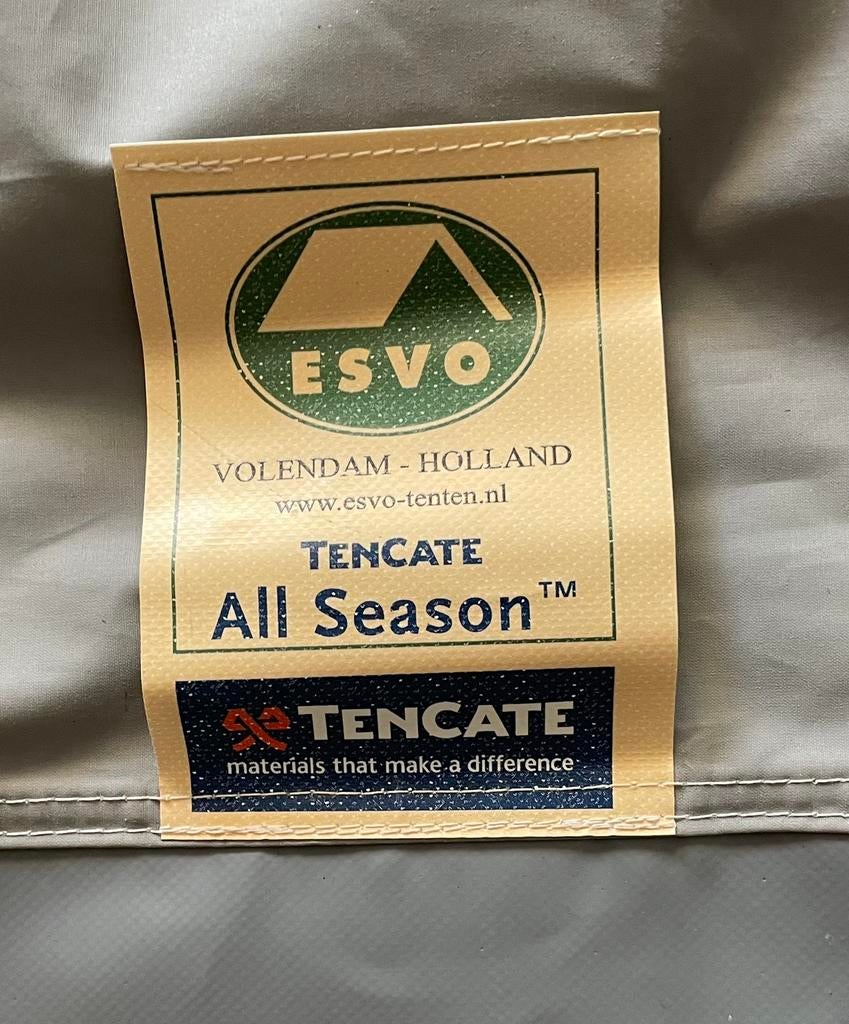 ESVO
VOLENDAM - HOLLAND
www.esvo-tenten.nl
TENCATE
All Season™
TENCATE
materials that make a difference